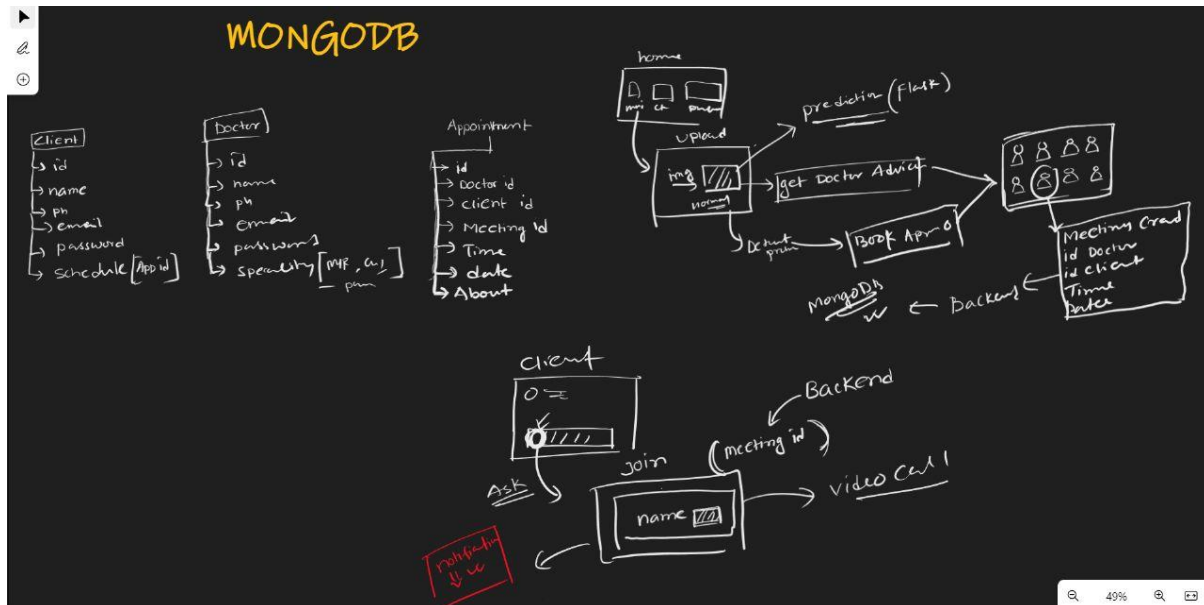 MONGODB
Client
id
name
ph
email
password
schedule [App id]
Doctor
id
name
ph
email
password
speciality [
Appointment
id
Doctor id
client id
Meeting id
Time
date
About
home
upload
img
normal
prediction (Flask)
get Doctor Advice
Book
MongoDB
Backend
Meeting
id Doctor
id client
Time
Date
Client
Ask
Join
name
Backend
(meeting id)
video call
notification
49%